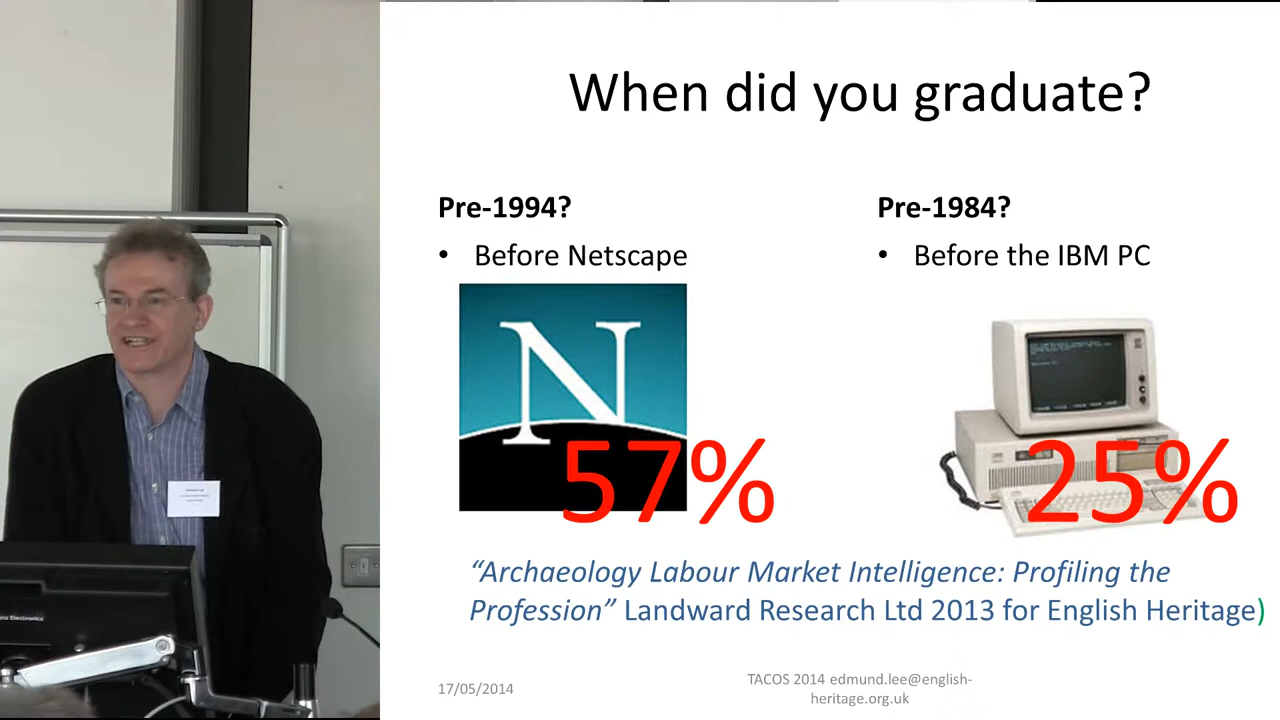 When did you graduate?
Pre-1994?
• Before Netscape
N
57%
Pre-1984?
• Before the IBM PC
25%
“Archaeology Labour Market Intelligence: Profiling the
Profession” Landward Research Ltd 2013 for English Heritage)
17/05/2014
TACOS 2014 edmund.lee@english-
heritage.org.uk